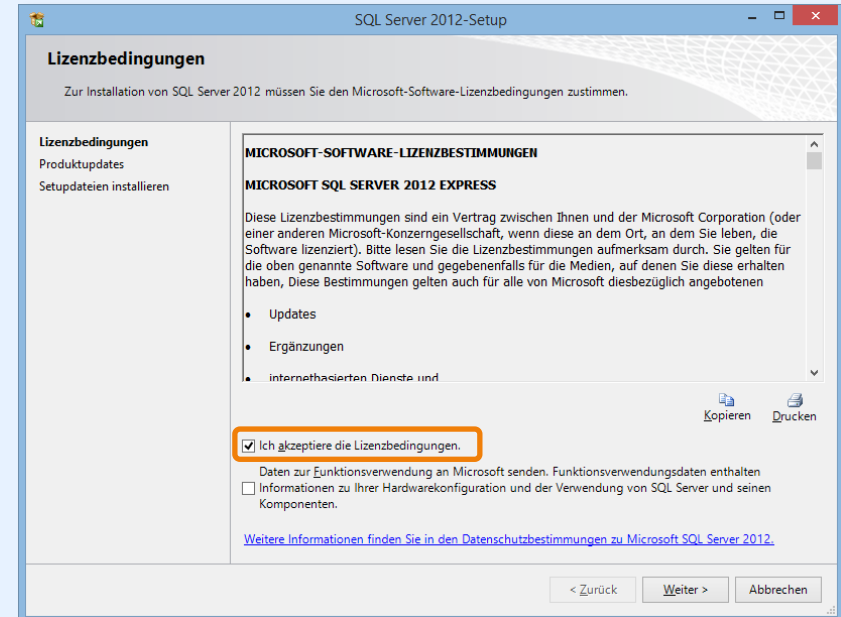 SQL Server 2012-Setup
Lizenzbedingungen
Zur Installation von SQL Server 2012 müssen Sie den Microsoft-Software-Lizenzbedingungen zustimmen.
Lizenzbedingungen
Produktupdates
Setupdateien installieren
MICROSOFT-SOFTWARE-LIZENZBESTIMMUNGEN
MICROSOFT SQL SERVER 2012 EXPRESS
Diese Lizenzbestimmungen sind ein Vertrag zwischen Ihnen und der Microsoft Corporation (oder
einer anderen Microsoft-Konzerngesellschaft, wenn diese an dem Ort, an dem Sie leben, die
Software lizenziert). Bitte lesen Sie die Lizenzbestimmungen aufmerksam durch. Sie gelten für
die oben genannte Software und gegebenenfalls für die Medien, auf denen Sie diese erhalten
haben, Diese Bestimmungen gelten auch für alle von Microsoft diesbezüglich angebotenen
• Updates
• Ergänzungen
• internetbasierten Dienste und
Kopieren Drucken
Ich akzeptiere die Lizenzbedingungen.
Daten zur Funktionsverwendung an Microsoft senden. Funktionsverwendungsdaten enthalten
Informationen zu Ihrer Hardwarekonfiguration und der Verwendung von SQL Server und seinen
Komponenten.
Weitere Informationen finden Sie in den Datenschutzbestimmungen zu Microsoft SQL Server 2012.
< Zurück Weiter > Abbrechen